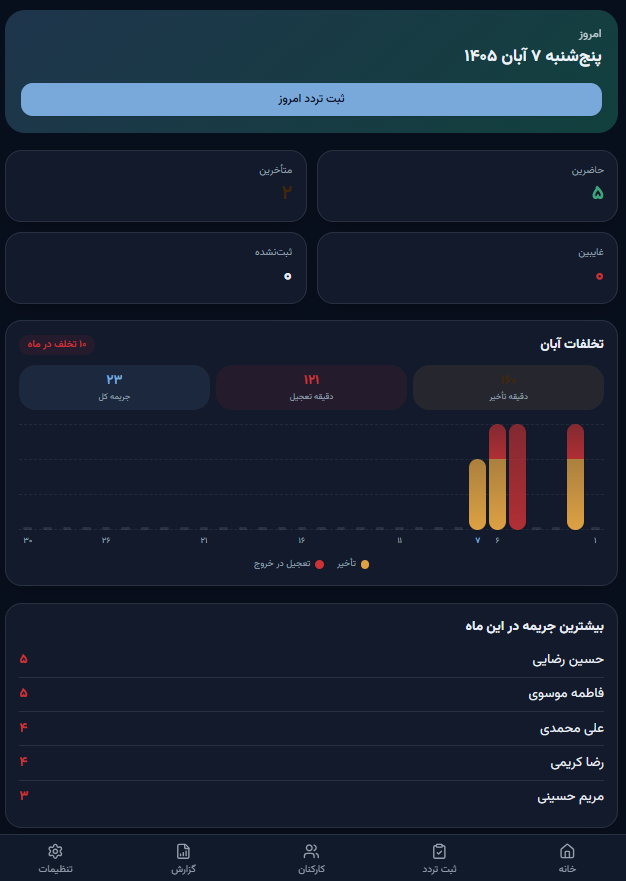 امروز
پنج‌شنبه ۷ آبان ۱۴۰۵
ثبت تردد امروز
حاضرین
۵
متأخرین
۲
غایبین
۰
ثبت‌نشده
۰
تخلفات آبان
۱۰ تخلف در ماه
دقیقه تأخیر
۱۲۱
دقیقه تعجیل
۲۳
جریمه کل
۱ ۶ ۷ ۱۱ ۱۶ ۲۱ ۲۶ ۳۰
تأخیر
تعجیل در خروج
بیشترین جریمه در این ماه
حسین رضایی ۵
فاطمه موسوی ۵
علی محمدی ۴
رضا کریمی ۴
مریم حسینی ۳
خانه
ثبت تردد
کارکنان
گزارش
تنظیمات